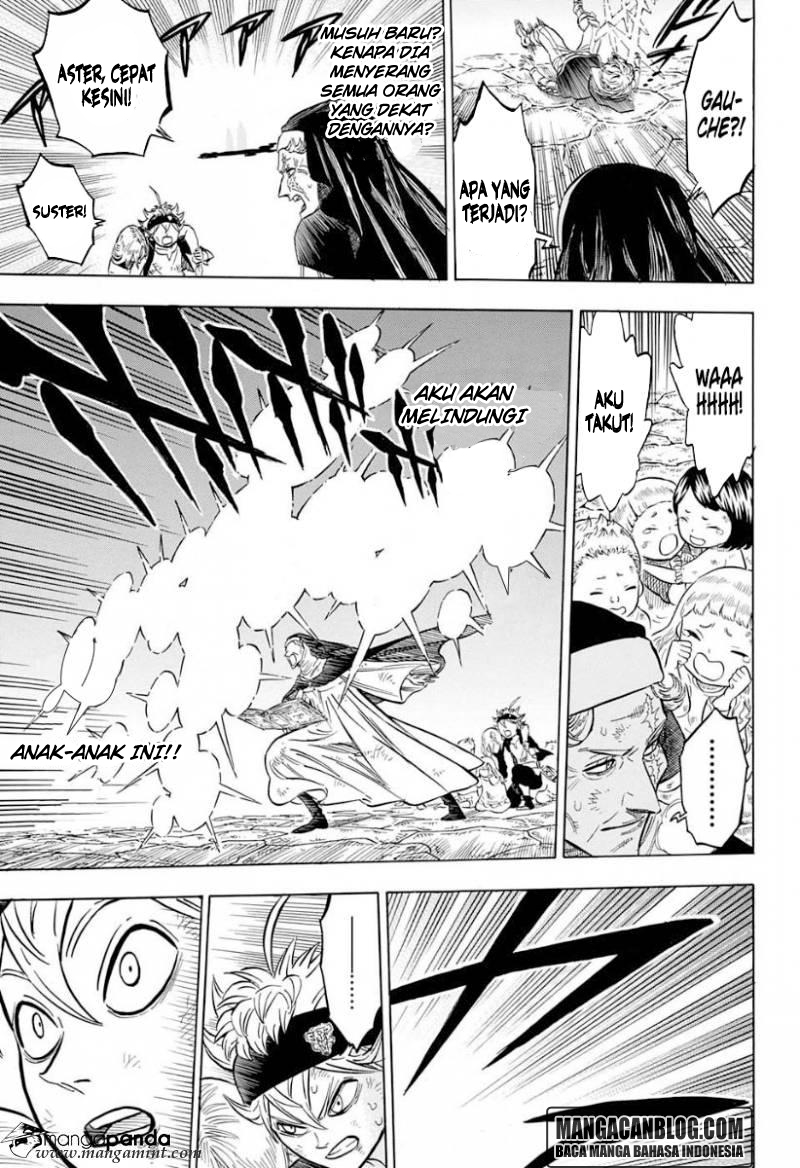 GAU-
CHE?!
APA YANG
TERJADI?
MUSUH BARU?
KENAPA DIA
MENYERANG
SEMUA ORANG
YANG DEKAT
DENGANNYA?
ASTER, CEPAT
KESINI!
SUSTER!
WAAA
HHHH!
AKU
TAKUT!
.........
AKU AKAN
MELINDUNGI
ANAK-ANAK INI!!
.........
mangapanda
www.mangamint.com
MANGACANBLOG.COM
BACA MANGA BAHASA INDONESIA